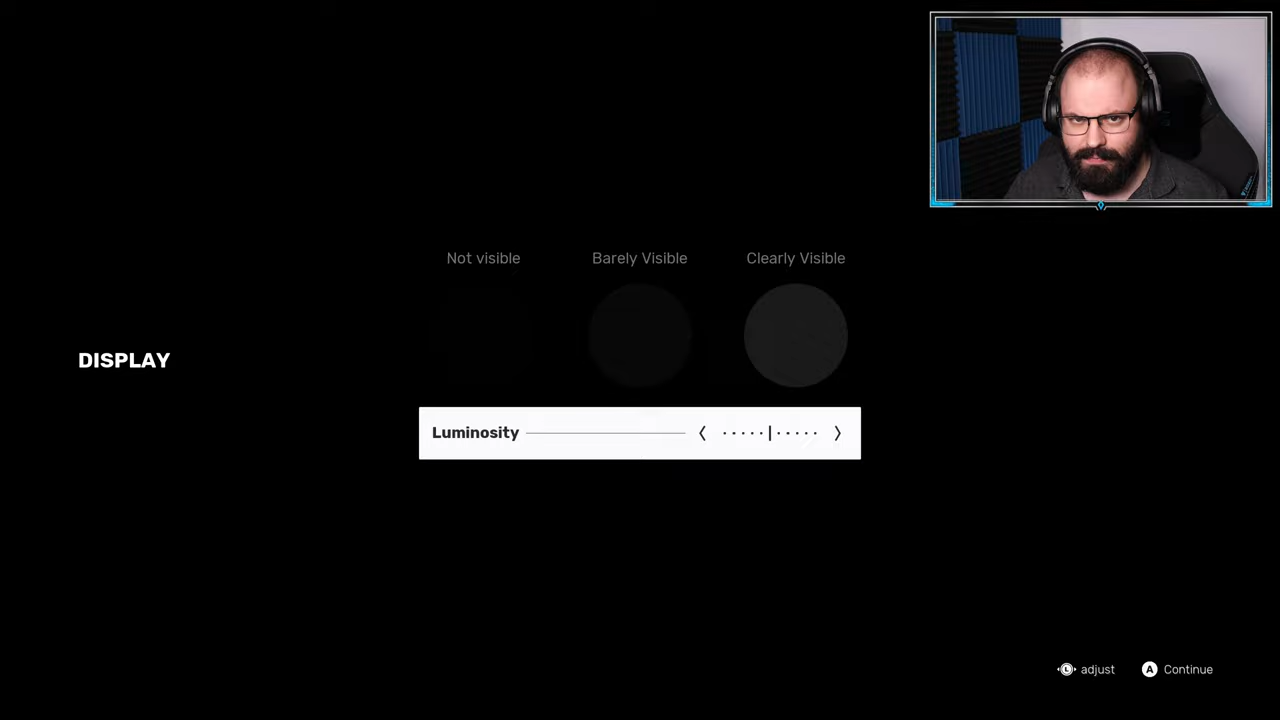 Not visible
Barely Visible
Clearly Visible
DISPLAY
Luminosity
L adjust
A Continue